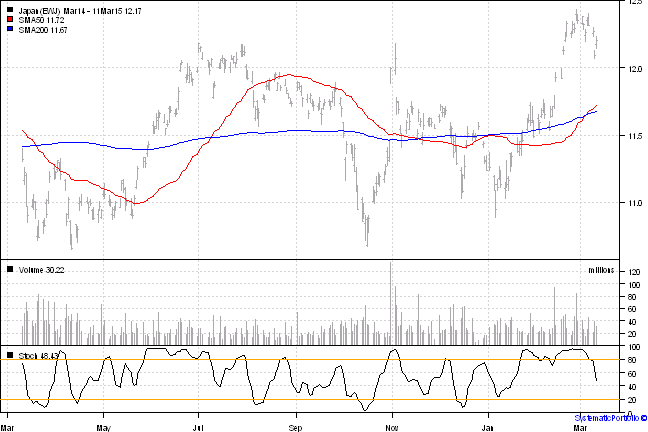 Japan (EWJ) Mar14 - 11Mar15 12.17
SMA50 11.72
SMA200 11.67
12.5
12.0
11.5
11.0
Volume 30.22
millions
120
100
80
60
40
20
Stoch 48.43
100
80
60
40
20
0
Mar May Jul Sep Nov Jan Mar
SystematicPortfolio ©